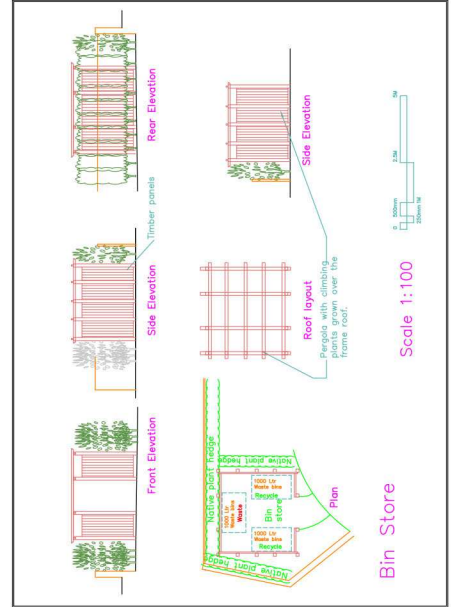 Front Elevation
Side Elevation
Timber panels
Rear Elevation
Native plant hedge
Native plant hedge
Native plant hedge
1000 Ltr
Waste bins
Waste
1000 Ltr
Waste bins
Recycle
1000 Ltr
Waste bins
Recycle
Bin
store
Plan
Roof layout
Pergola with climbing
plants grown over the
frame roof.
Side Elevation
Bin Store
Scale 1:100
0
500mm
2.5M
5M
250mm
1M